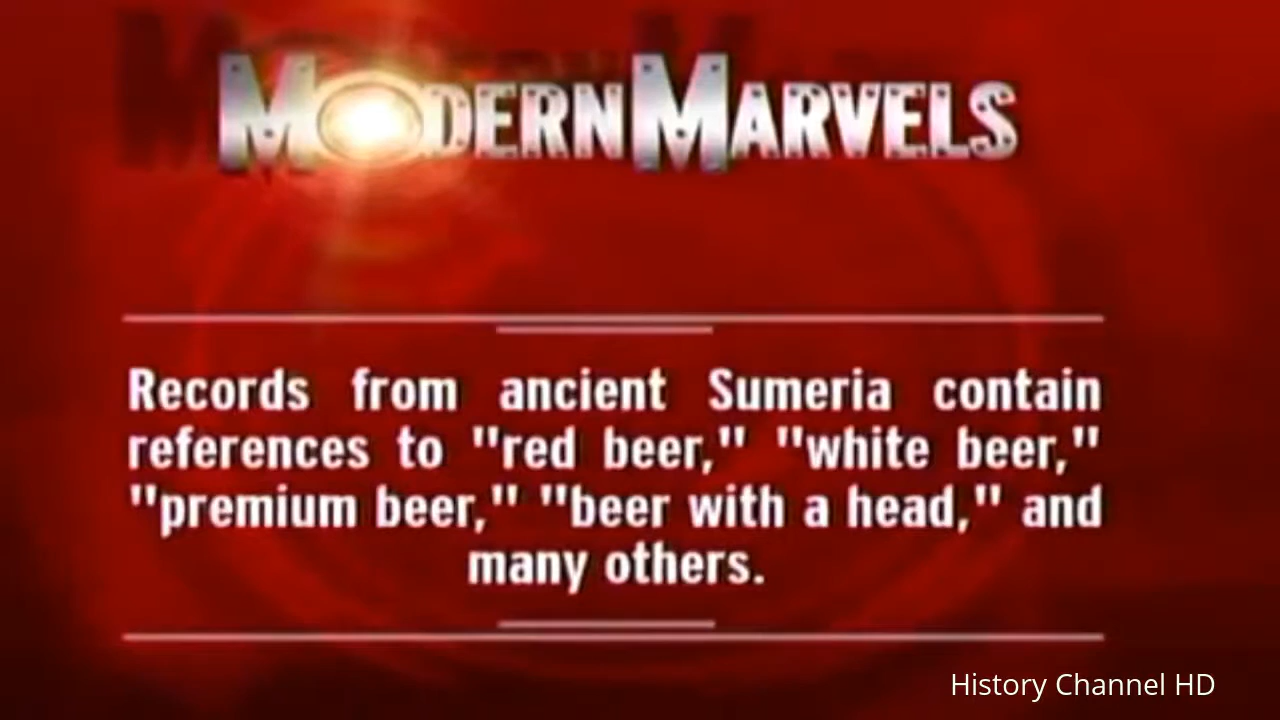 MODERN MARVELS
Records from ancient Sumeria contain
references to "red beer," "white beer,"
"premium beer," "beer with a head," and
many others.
History Channel HD